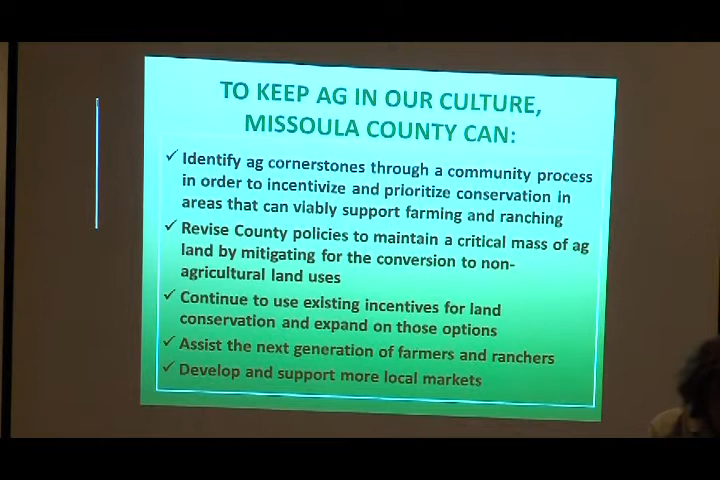 TO KEEP AG IN OUR CULTURE,
MISSOULA COUNTY CAN:
✓ Identify ag cornerstones through a community process
in order to incentivize and prioritize conservation in
areas that can viably support farming and ranching
✓ Revise County policies to maintain a critical mass of ag
land by mitigating for the conversion to non-
agricultural land uses
✓ Continue to use existing incentives for land
conservation and expand on those options
✓ Assist the next generation of farmers and ranchers
✓ Develop and support more local markets